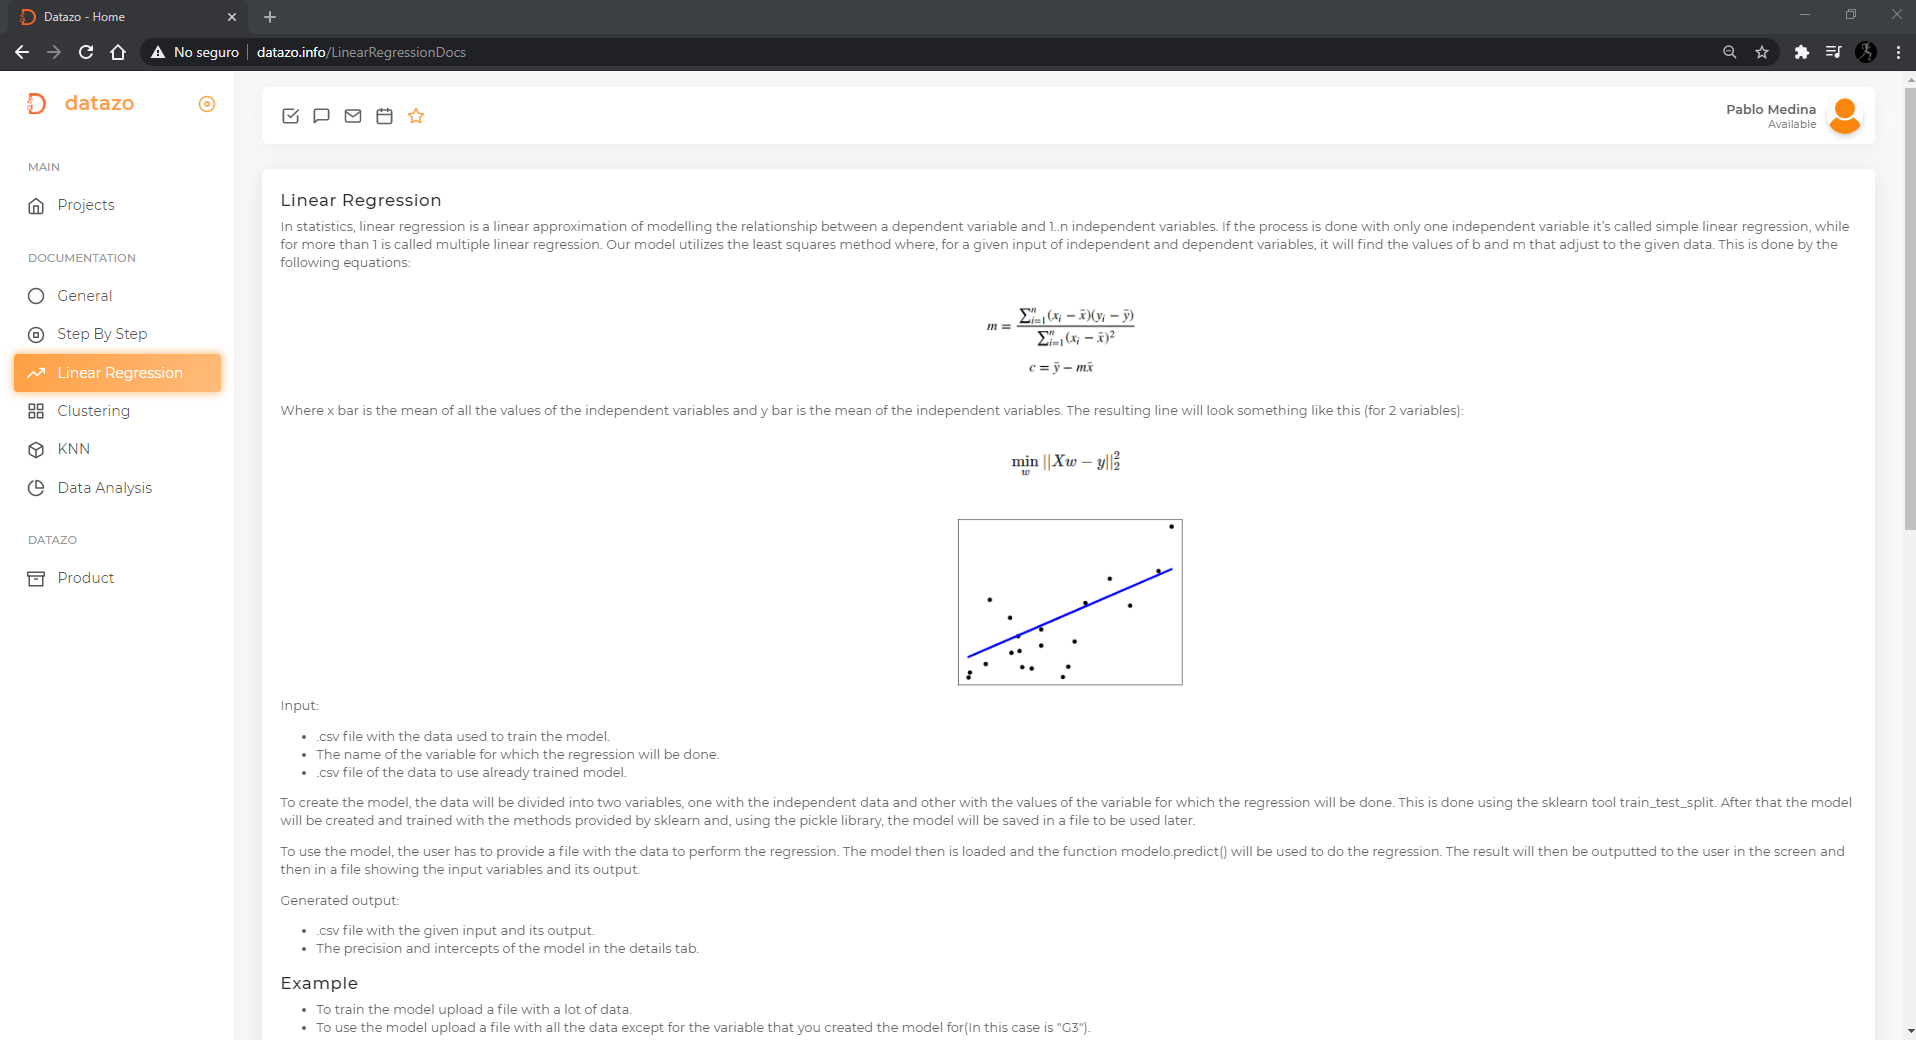 Datazo - Home
No seguro
datazo.info/LinearRegressionDocs
datazo
MAIN
Projects
DOCUMENTATION
General
Step By Step
Linear Regression
Clustering
KNN
Data Analysis
DATAZO
Product
Pablo Medina
Available
Linear Regression
In statistics, linear regression is a linear approximation of modelling the relationship between a dependent variable and 1..n independent variables. If the process is done with only one independent variable it’s called simple linear regression, while
for more than 1 is called multiple linear regression. Our model utilizes the least squares method where, for a given input of independent and dependent variables, it will find the values of b and m that adjust to the given data. This is done by the
following equations:
m = \frac{\sum_{i=1}^{n}(x_i - \bar{x})(y_i - \bar{y})}{\sum_{i=1}^{n}(x_i - \bar{x})^2}
c = \bar{y} - m\bar{x}
Where x bar is the mean of all the values of the independent variables and y bar is the mean of the independent variables. The resulting line will look something like this (for 2 variables):
\min_{w} ||Xw - y||_2^2
Input:
• .csv file with the data used to train the model.
• The name of the variable for which the regression will be done.
• .csv file of the data to use already trained model.
To create the model, the data will be divided into two variables, one with the independent data and other with the values of the variable for which the regression will be done. This is done using the sklearn tool train_test_split. After that the model
will be created and trained with the methods provided by sklearn and, using the pickle library, the model will be saved in a file to be used later.
To use the model, the user has to provide a file with the data to perform the regression. The model then is loaded and the function modelo.predict() will be used to do the regression. The result will then be outputted to the user in the screen and
then in a file showing the input variables and its output.
Generated output:
• .csv file with the given input and its output.
• The precision and intercepts of the model in the details tab.
Example
• To train the model upload a file with a lot of data.
• To use the model upload a file with all the data except for the variable that you created the model for(In this case is "G3").